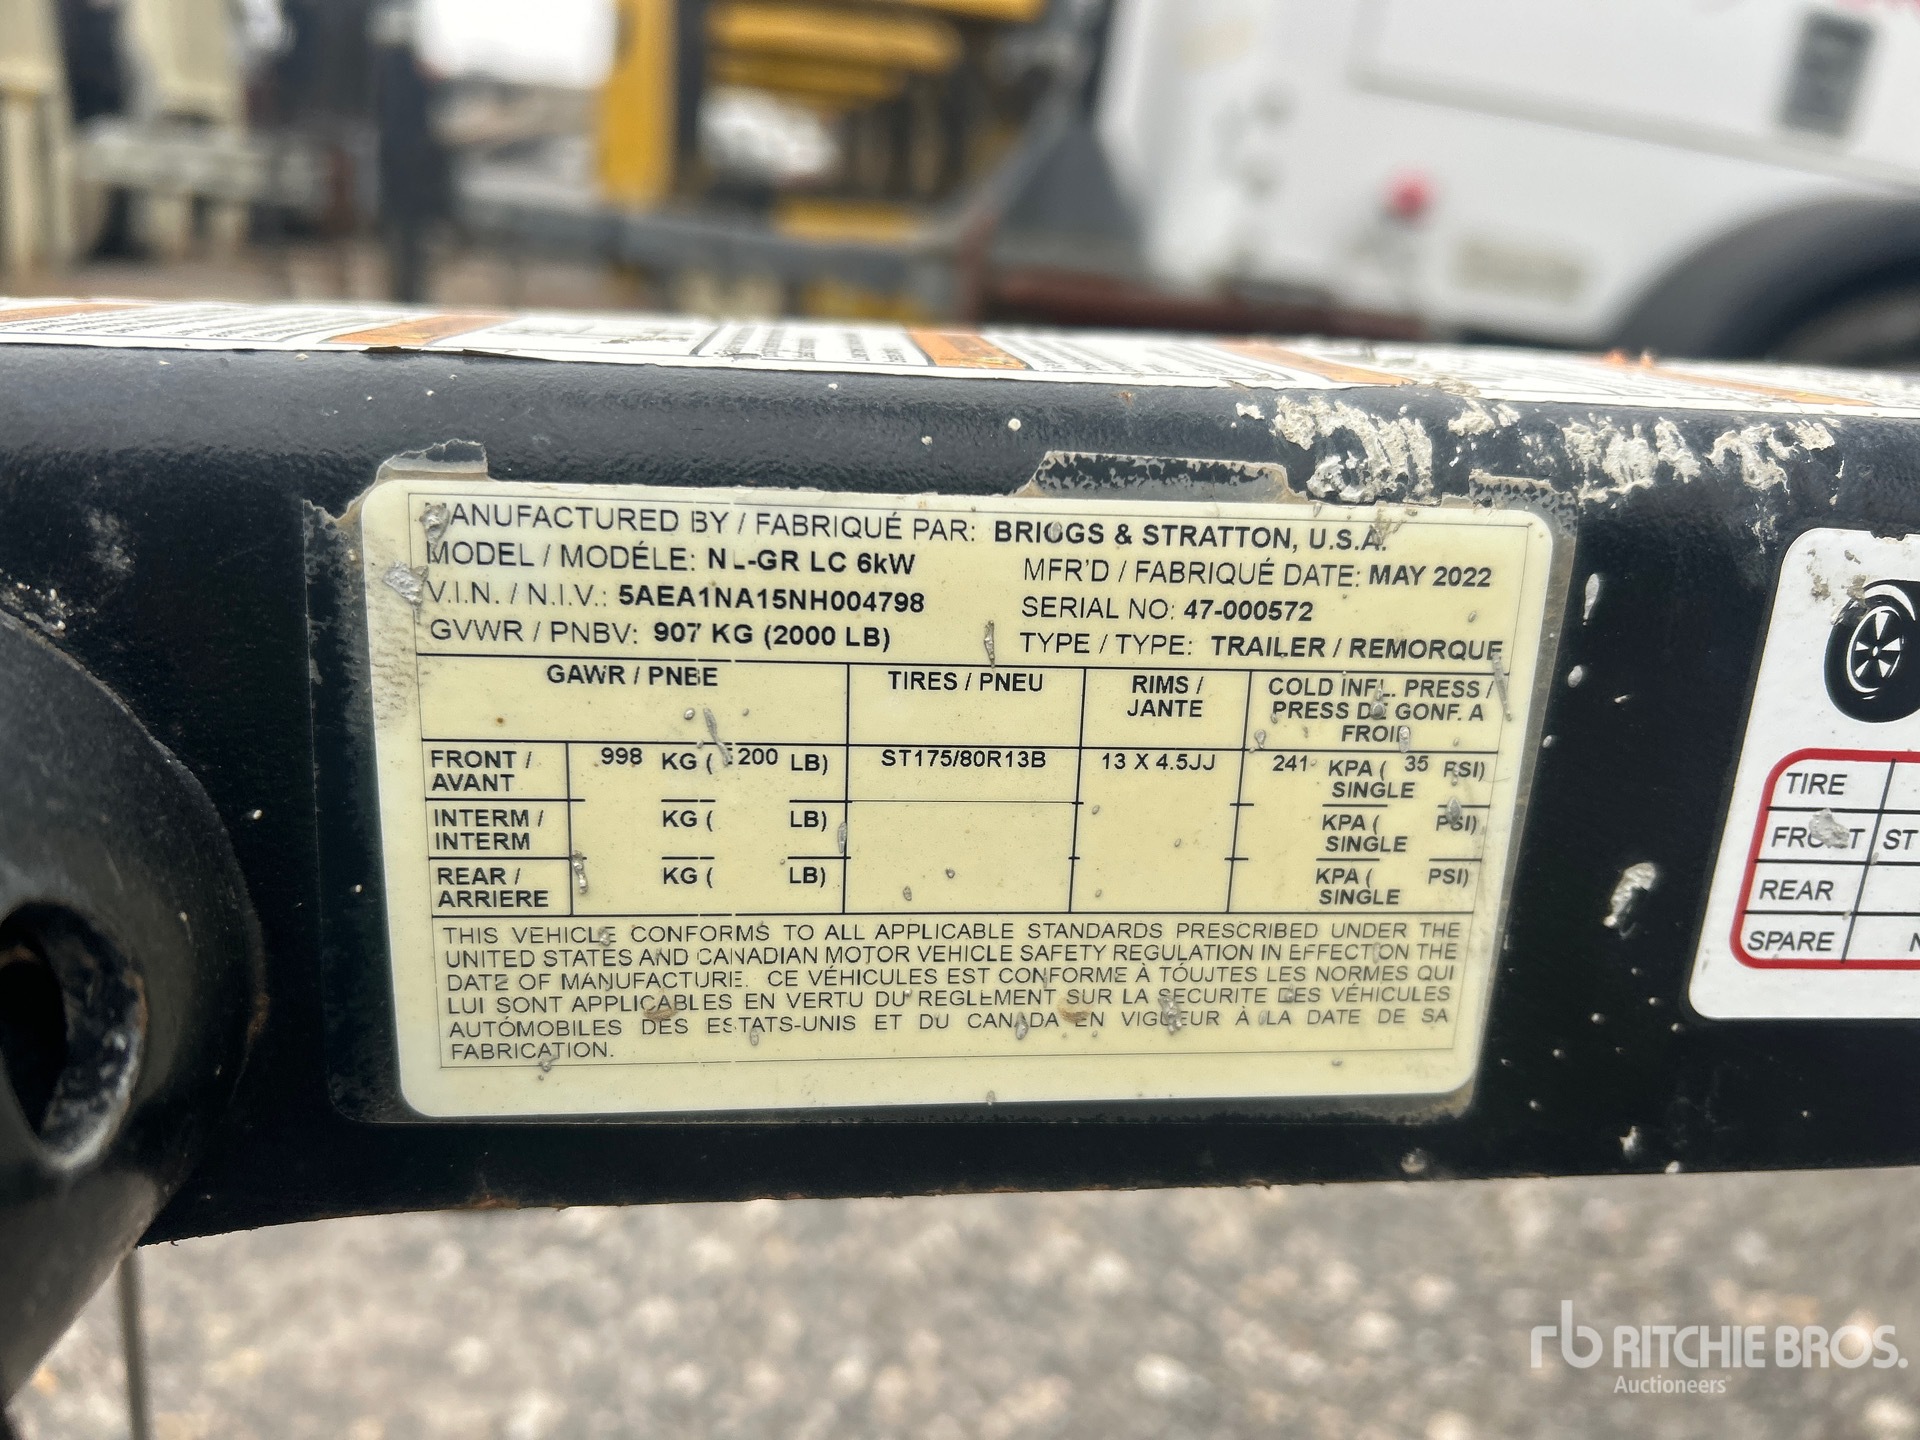 MANUFACTURED BY / FABRIQUÉ PAR: BRIGGS & STRATTON, U.S.A.
MODEL / MODÉLE: NL-GR LC 6kW MFR'D / FABRIQUÉ DATE: MAY 2022
V.I.N. / N.I.V.: 5AEA1NA15NH004798 SERIAL NO: 47-000572
GVWR / PNBV: 907 KG (2000 LB) TYPE / TYPE: TRAILER / REMORQUE
GAWR / PNBE TIRES / PNEU RIMS / JANTE COLD INFL. PRESS / PRESS DE GONF. A FROID
FRONT / AVANT 998 KG ( 200 LB) ST175/80R13B 13 X 4.5JJ 241 KPA ( 35 PSI) SINGLE
INTERM / INTERM KG ( LB) KPA ( PSI) SINGLE
REAR / ARRIERE KG ( LB) KPA ( PSI) SINGLE
THIS VEHICLE CONFORMS TO ALL APPLICABLE STANDARDS PRESCRIBED UNDER THE
UNITED STATES AND CANADIAN MOTOR VEHICLE SAFETY REGULATION IN EFFECT ON THE
DATE OF MANUFACTURE. CE VÉHICULES EST CONFORME À TOUJTES LES NORMES QUI
LUI SONT APPLICABLES EN VERTU DU REGLEMENT SUR LA SECURITE DES VÉHICULES
AUTÓMOBILES DES ESTATS-UNIS ET DU CANADA EN VIGUEUR À LA DATE DE SA
FABRICATION.
TIRE
FRONT ST
REAR
SPARE N
rb RITCHIE BROS.
Auctioneers